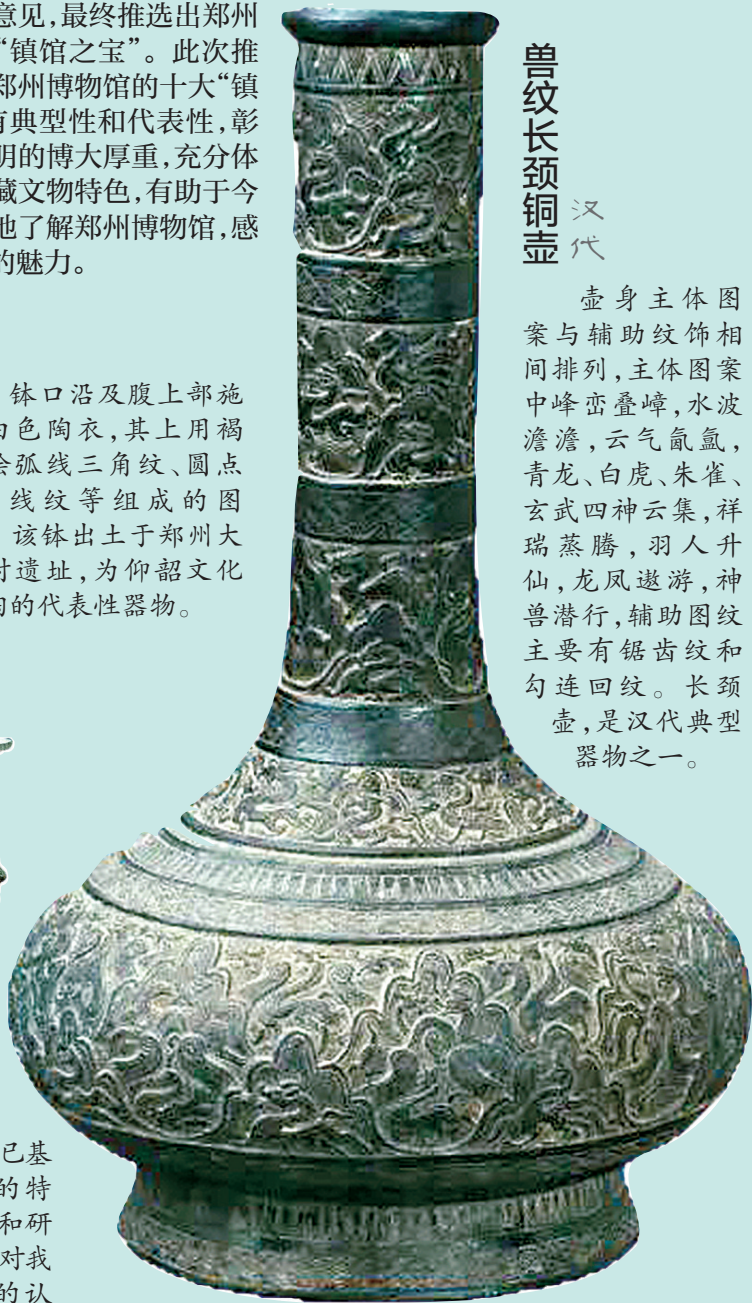 意见,最终推选出郑州
“镇馆之宝”。此次推
郑州博物馆的十大“镇
有典型性和代表性,彰
明的博大厚重,充分体
藏文物特色,有助于今
地了解郑州博物馆,感
的魅力。
钵口沿及腹上部施
白色陶衣,其上用褐
绘弧线三角纹、圆点
线纹等组成的图
该钵出土于郑州大
村遗址,为仰韶文化
陶的代表性器物。
已基
的特
和研
对我
的认
兽纹长颈铜壶
汉代
壶身主体图
案与辅助纹饰相
间排列,主体图案
中峰峦叠嶂,水波
澹澹,云气氤氲,
青龙、白虎、朱雀、
玄武四神云集,祥
瑞蒸腾,羽人升
仙,龙凤遨游,神
兽潜行,辅助图纹
主要有锯齿纹和
勾连回纹。长颈
壶,是汉代典型
器物之一。